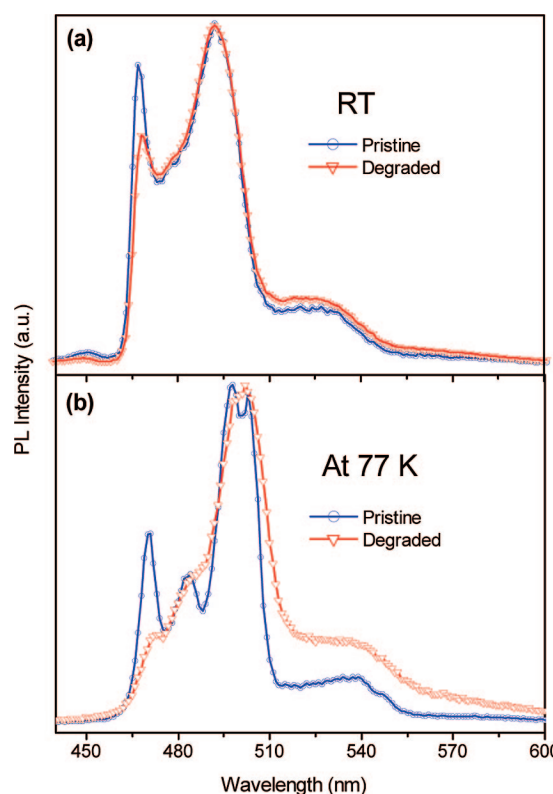 (a)
RT
Pristine
Degraded
PL Intensity (a.u.)
(b)
At 77 K
Pristine
Degraded
450 480 510 540 570 600
Wavelength (nm)